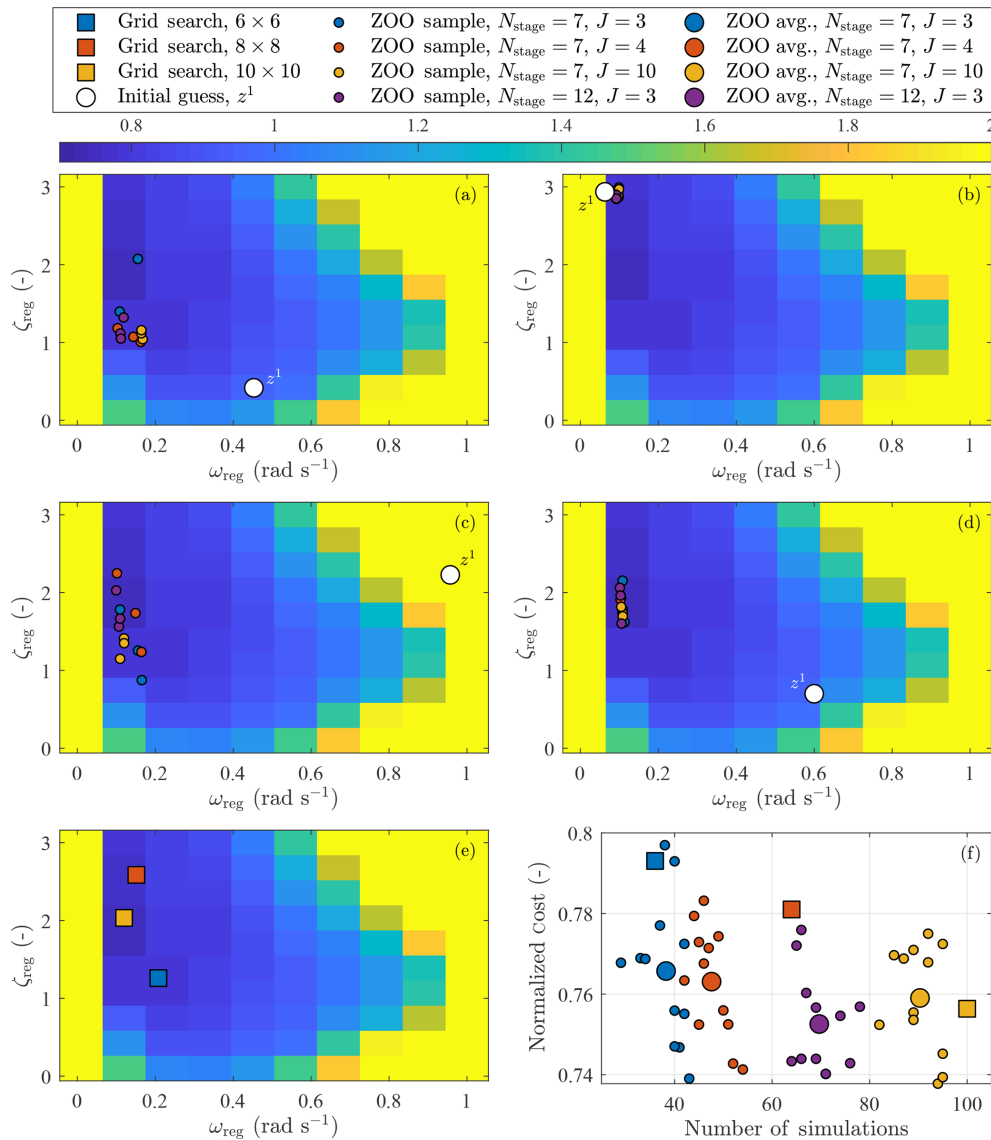 Grid search, 6 × 6 ZOO sample, N_stage = 7, J = 3 ZOO avg., N_stage = 7, J = 3
Grid search, 8 × 8 ZOO sample, N_stage = 7, J = 4 ZOO avg., N_stage = 7, J = 4
Grid search, 10 × 10 ZOO sample, N_stage = 7, J = 10 ZOO avg., N_stage = 7, J = 10
Initial guess, z¹ ZOO sample, N_stage = 12, J = 3 ZOO avg., N_stage = 12, J = 3
0.8 1 1.2 1.4 1.6 1.8 2
(a)
z¹
3
2
1
0
ζ_reg (-)
0 0.2 0.4 0.6 0.8 1
ω_reg (rad s⁻¹)
(b)
z¹
3
2
1
0
ζ_reg (-)
0 0.2 0.4 0.6 0.8 1
ω_reg (rad s⁻¹)
(c)
z¹
3
2
1
0
ζ_reg (-)
0 0.2 0.4 0.6 0.8 1
ω_reg (rad s⁻¹)
(d)
z¹
3
2
1
0
ζ_reg (-)
0 0.2 0.4 0.6 0.8 1
ω_reg (rad s⁻¹)
(e)
3
2
1
0
ζ_reg (-)
0 0.2 0.4 0.6 0.8 1
ω_reg (rad s⁻¹)
(f)
0.8
0.78
0.76
0.74
Normalized cost (-)
40 60 80 100
Number of simulations